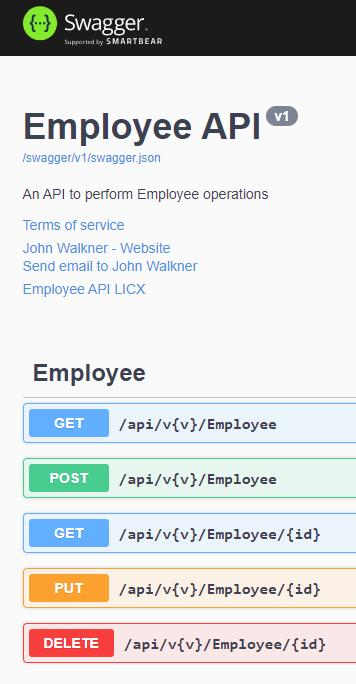 {···} Swagger.
Supported by SMARTBEAR
Employee API v1
/swagger/v1/swagger.json
An API to perform Employee operations
Terms of service
John Walkner - Website
Send email to John Walkner
Employee API LICX
Employee
GET /api/v{v}/Employee
POST /api/v{v}/Employee
GET /api/v{v}/Employee/{id}
PUT /api/v{v}/Employee/{id}
DELETE /api/v{v}/Employee/{id}